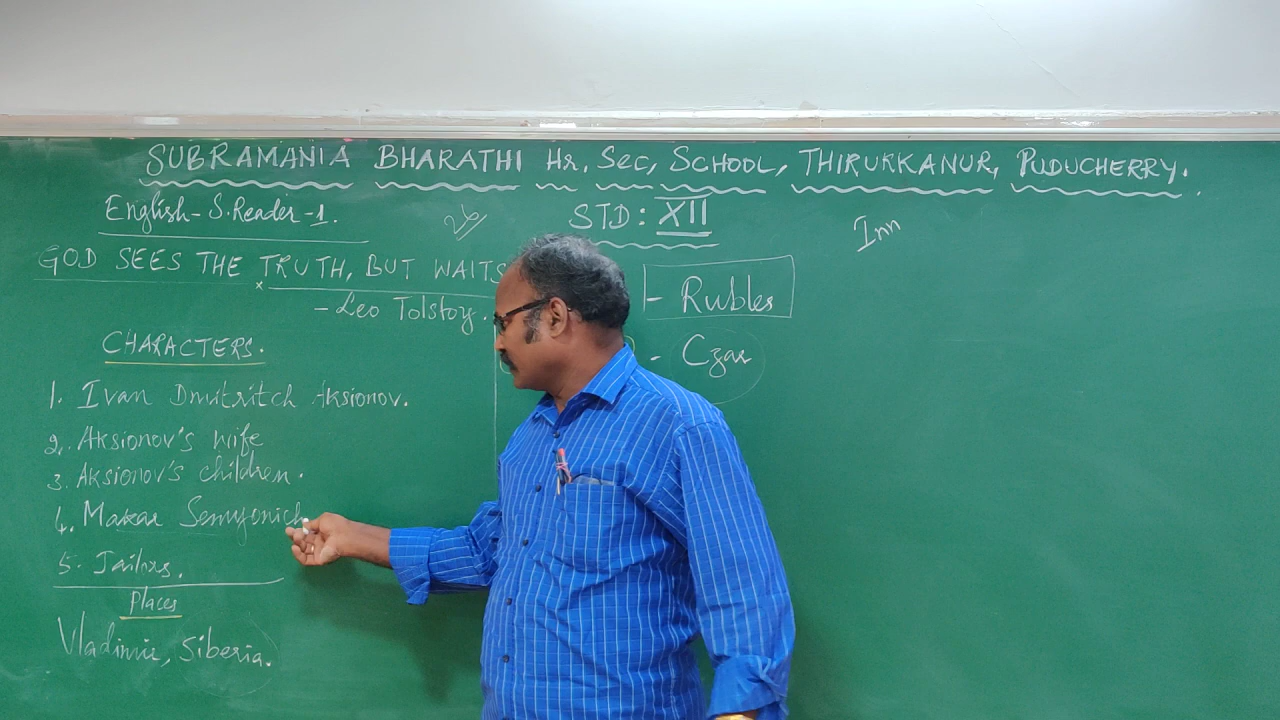 SUBRAMANIA BHARATHI Hr, Sec, SCHOOL, THIRUKKANUR, PUDUCHERRY.
English - S. Reader - 1.
STD: XII
Inn
GOD SEES THE TRUTH, BUT WAITS
- Leo Tolstoy.
- Rubles
- Czar
CHARACTERS.
1. Ivan Dmitritch Aksionov.
2. Aksionov's wife
3. Aksionov's children.
4. Makar Semyonich
5. Jailors.
Places
Vladimir, Siberia.